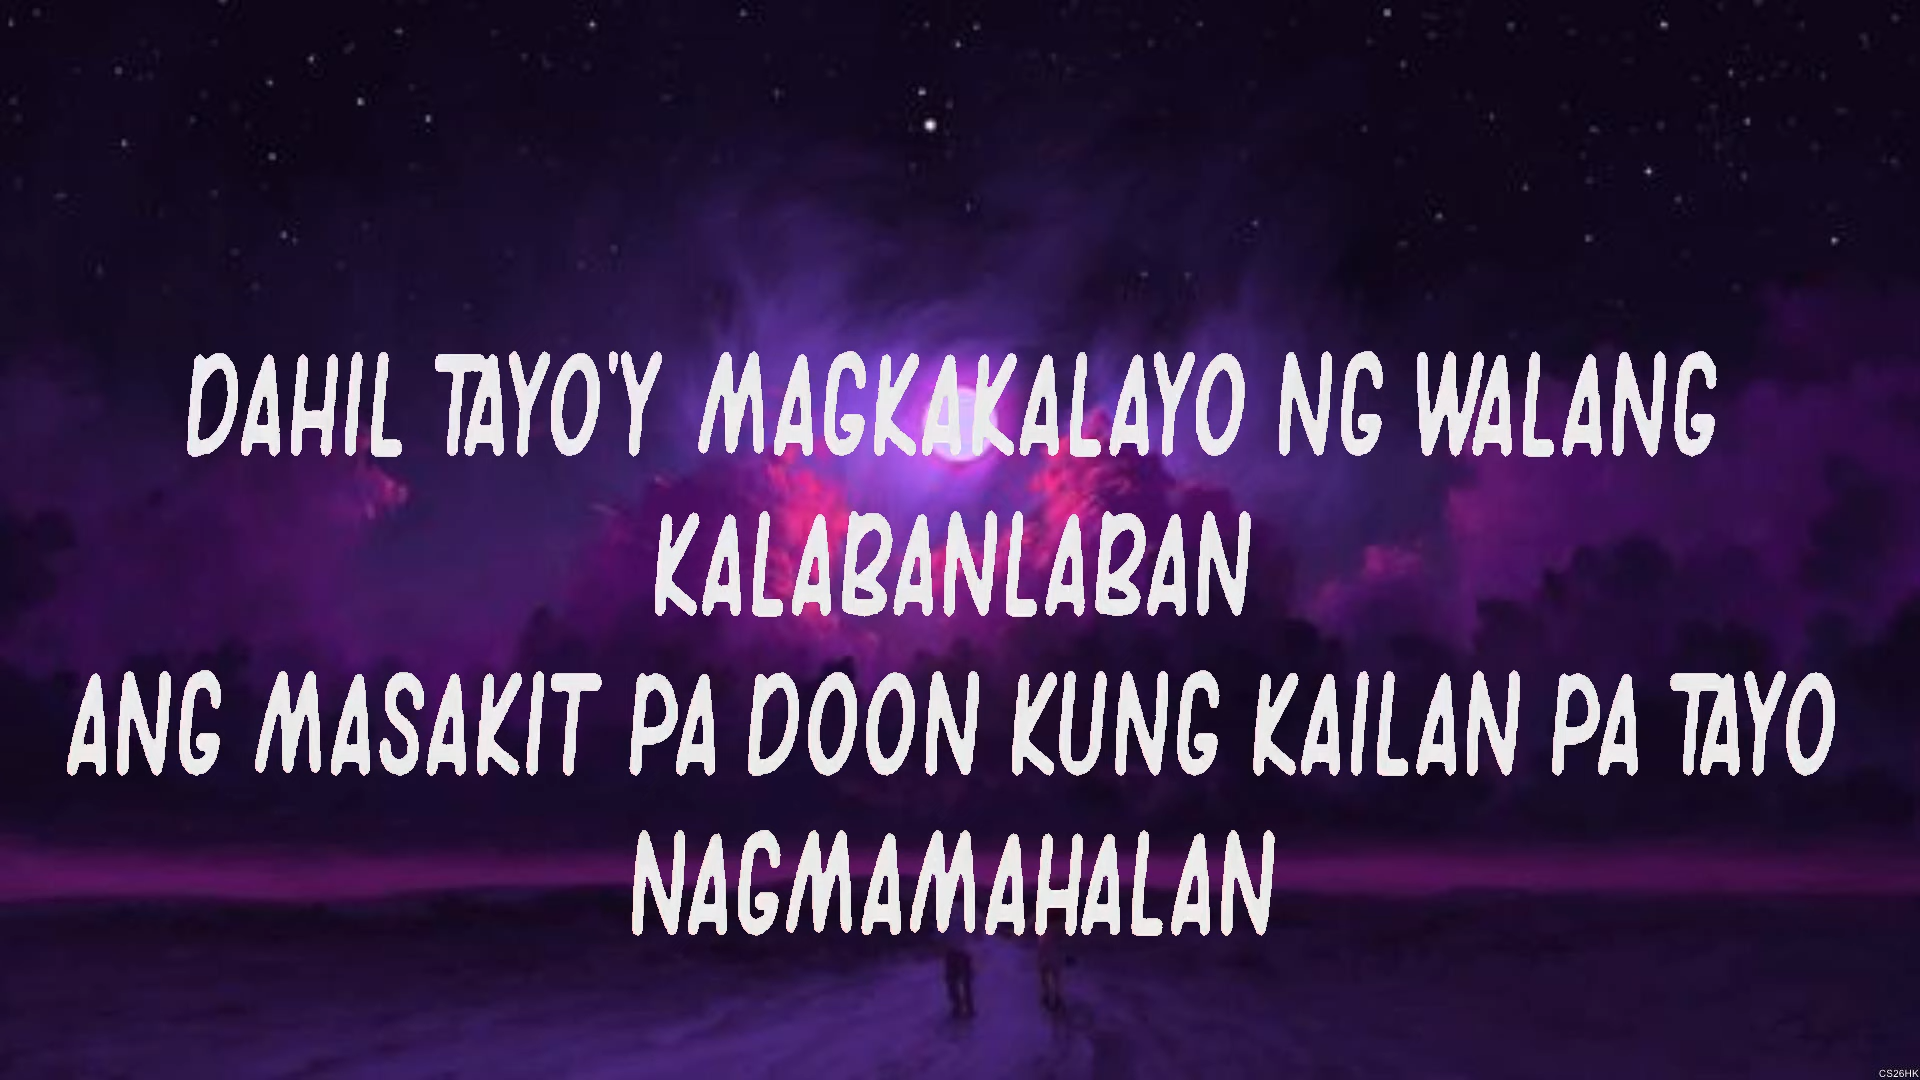 DAHIL TAYO'Y MAGKAKALAYO NG WALANG
KALABANLABAN
ANG MASAKIT PA DOON KUNG KAILAN PA TAYO
NAGMAMAHALAN
CS26HK